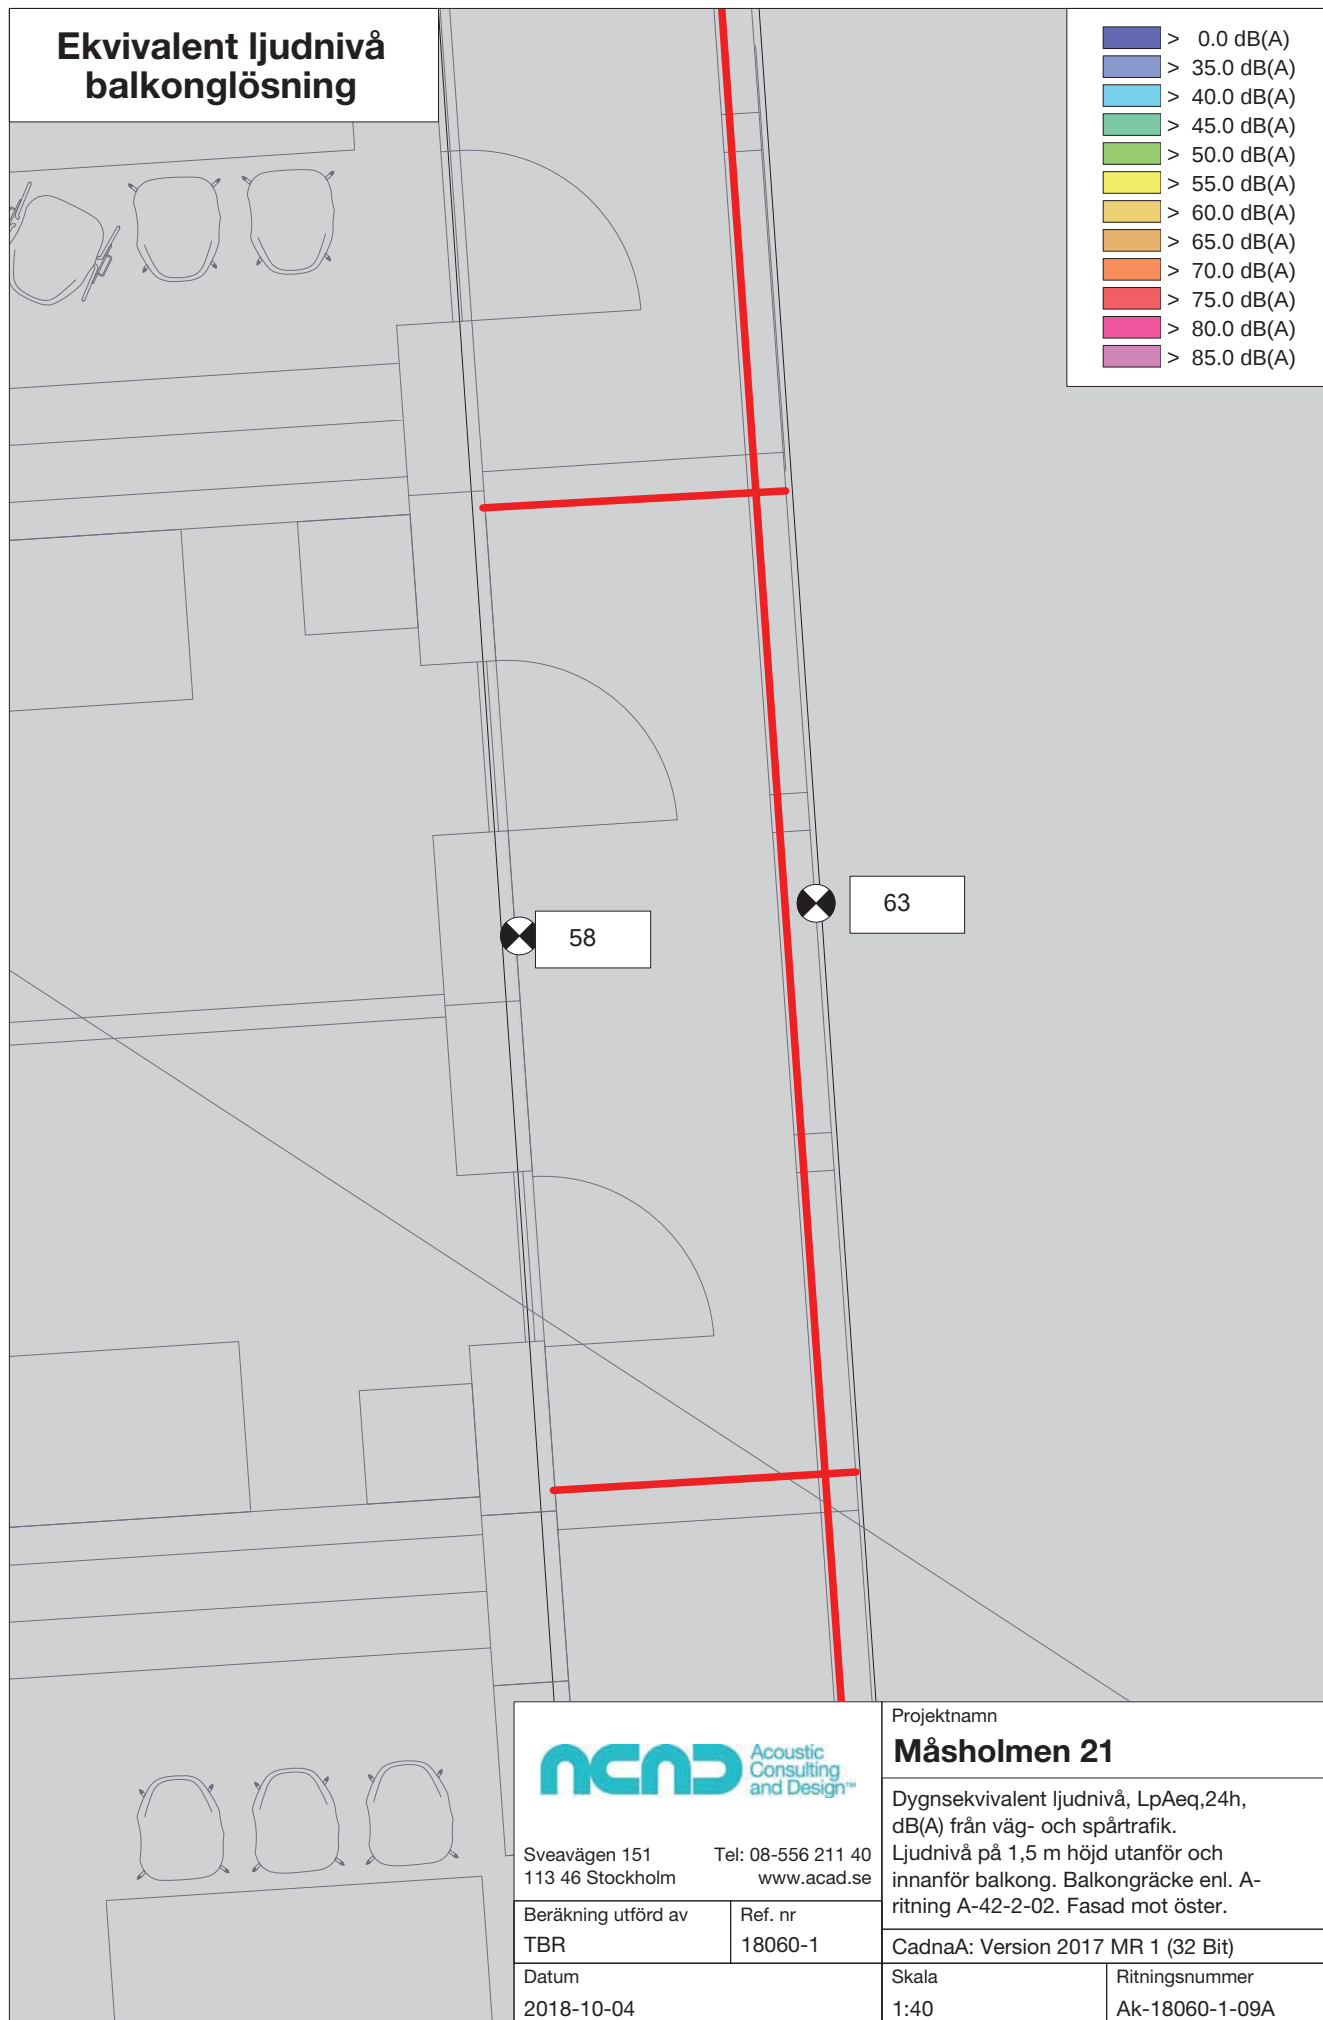 Ekvivalent ljudnivå
balkonglösning
> 0.0 dB(A)
> 35.0 dB(A)
> 40.0 dB(A)
> 45.0 dB(A)
> 50.0 dB(A)
> 55.0 dB(A)
> 60.0 dB(A)
> 65.0 dB(A)
> 70.0 dB(A)
> 75.0 dB(A)
> 80.0 dB(A)
> 85.0 dB(A)
63
58
ACAD
Acoustic
Consulting
and Design™
Sveavägen 151
113 46 Stockholm
Tel: 08-556 211 40
www.acad.se
Beräkning utförd av
TBR
Ref. nr
18060-1
Datum
2018-10-04
Projektnamn
Måsholmen 21
Dygnsekvivalent ljudnivå, LpAeq,24h,
dB(A) från väg- och spårtrafik.
Ljudnivå på 1,5 m höjd utanför och
innanför balkong. Balkongräcke enl. A-
ritning A-42-2-02. Fasad mot öster.
CadnaA: Version 2017 MR 1 (32 Bit)
Skala
1:40
Ritningsnummer
Ak-18060-1-09A